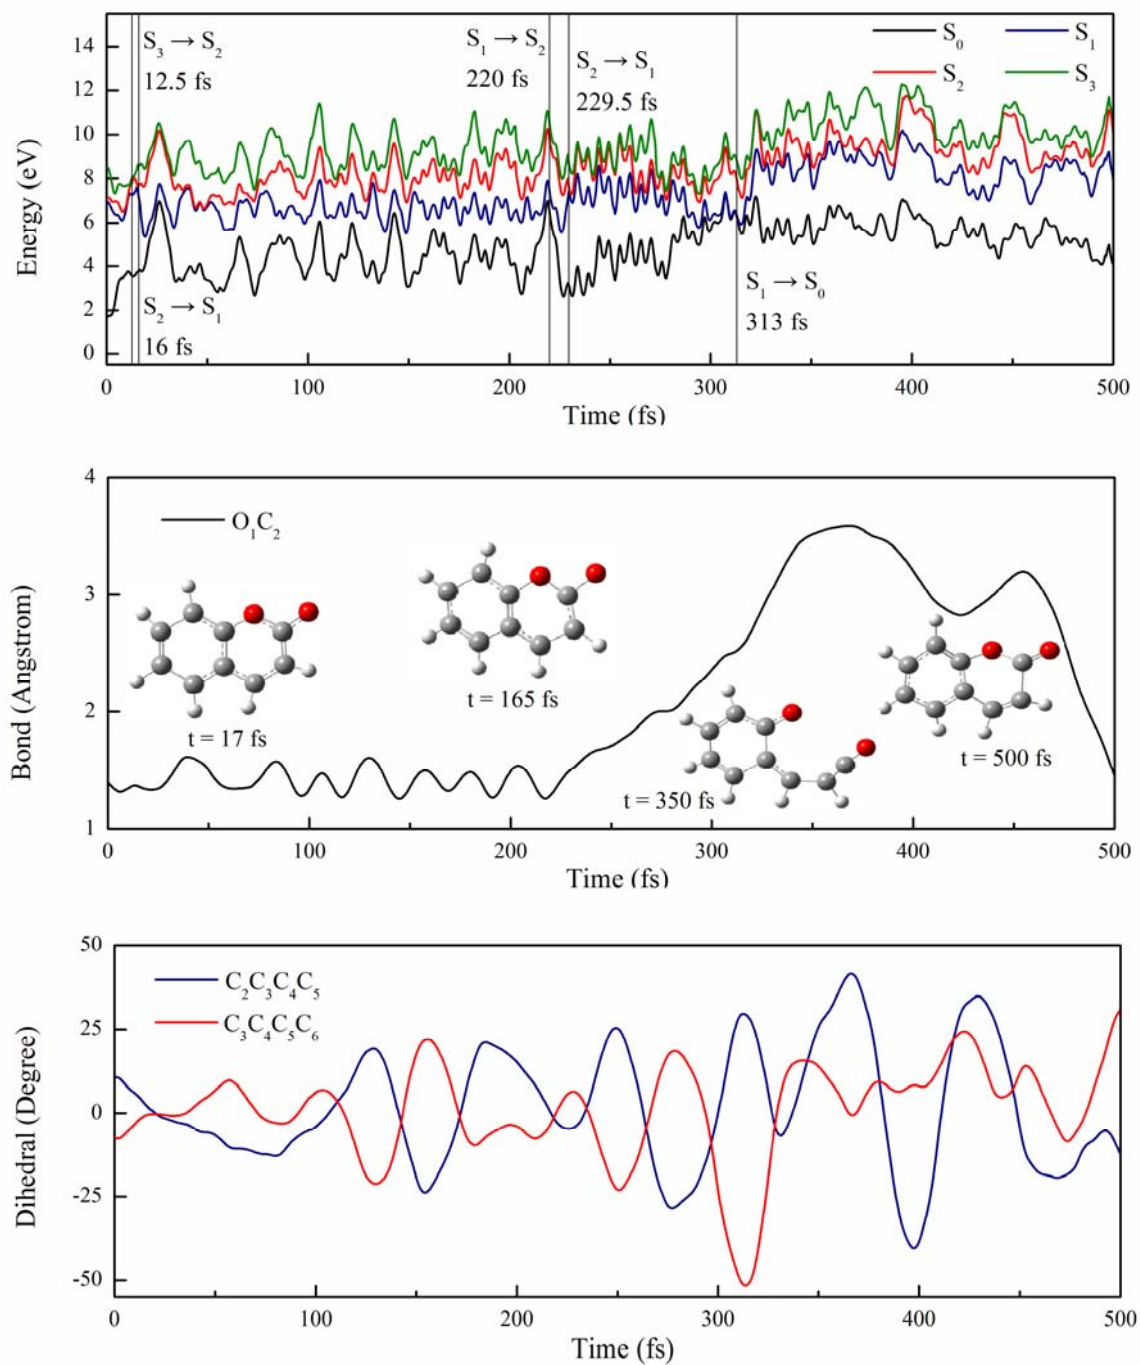 S₃ → S₂
12.5 fs
S₁ → S₂
220 fs
S₂ → S₁
229.5 fs
S₀
S₁
S₂
S₃
S₂ → S₁
16 fs
S₁ → S₀
313 fs
Energy (eV)
14
12
10
8
6
4
2
0
0 100 200 300 400 500
Time (fs)
O₁C₂
t = 17 fs
t = 165 fs
t = 350 fs
t = 500 fs
Bond (Angstrom)
4
3
2
1
0 100 200 300 400 500
Time (fs)
C₂C₃C₄C₅
C₃C₄C₅C₆
Dihedral (Degree)
50
25
0
-25
-50
0 100 200 300 400 500
Time (fs)